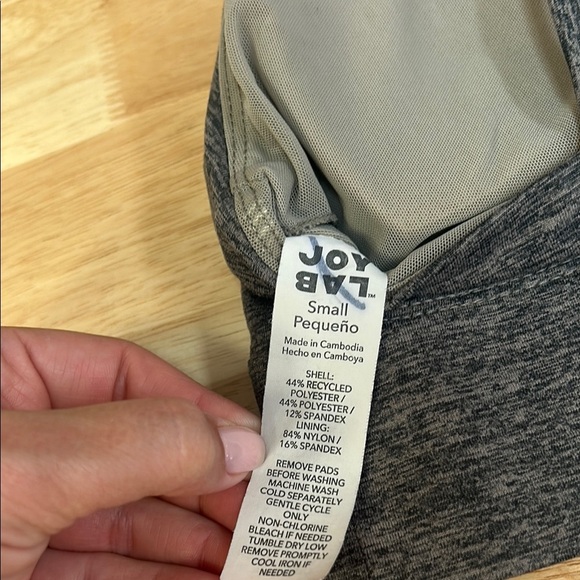 JOY
LAB™
Small
Pequeño
Made in Cambodia
Hecho en Camboya
SHELL:
44% RECYCLED
POLYESTER /
44% POLYESTER /
12% SPANDEX
LINING:
84% NYLON /
16% SPANDEX
REMOVE PADS
BEFORE WASHING
MACHINE WASH
COLD SEPARATELY
GENTLE CYCLE
ONLY
NON-CHLORINE
BLEACH IF NEEDED
TUMBLE DRY LOW
REMOVE PROMPTLY
COOL IRON IF
NEEDED